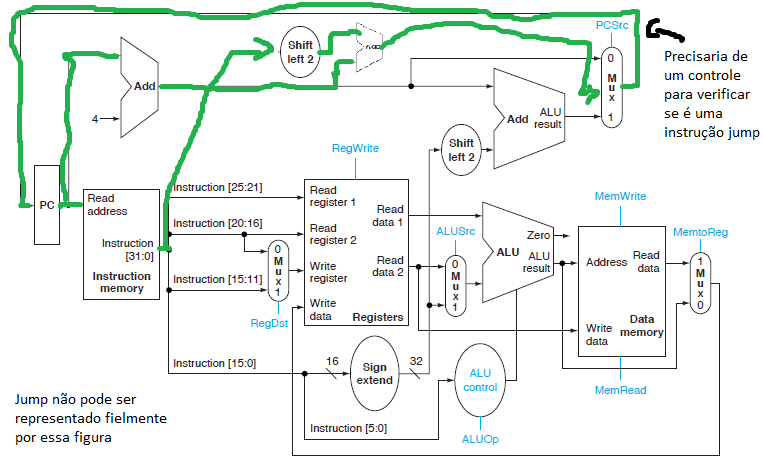 PCSrc
Shift
left 2
Add
0
M
u
x
1
Precisaria de
um controle
para verificar
se é uma
instrução jump
Add
4
Add
ALU
result
Shift
left 2
RegWrite
PC
Read
address
Instruction
[31:0]
Instruction
memory
Instruction [25:21]
Instruction [20:16]
Instruction [15:11]
0
M
u
x
1
RegDst
Read
register 1
Read
register 2
Write
register
Write
data
Read
data 1
Read
data 2
Registers
ALUSrc
0
M
u
x
1
Zero
ALU
ALU
result
MemWrite
Address
Read
data
Write
data
Data
memory
MemRead
MemtoReg
1
M
u
x
0
Instruction [15:0]
16
Sign
extend
32
Instruction [5:0]
ALU
control
ALUOp
Jump não pode ser
representado fielmente
por essa figura